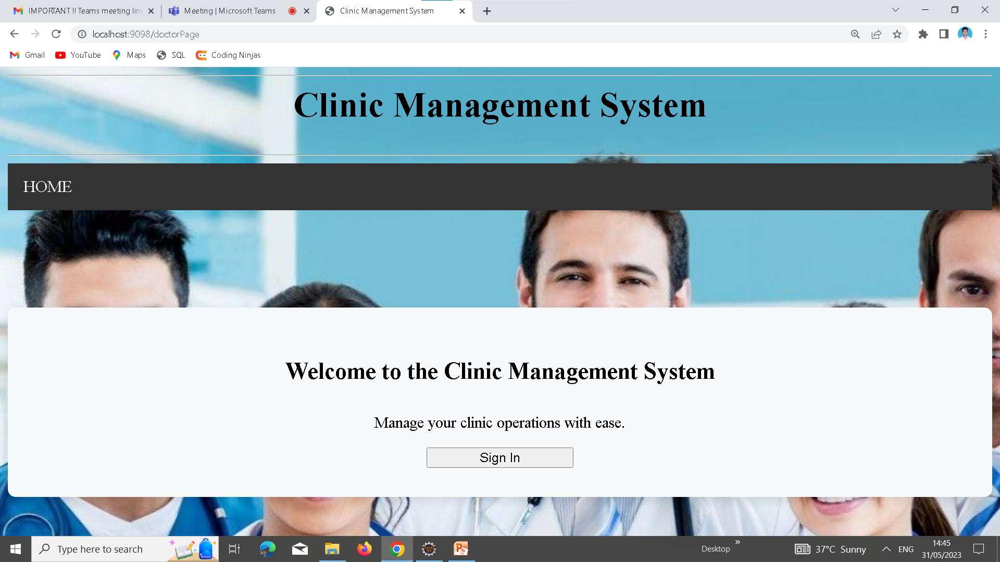 IMPORTANT !! Teams meeting lin
Meeting | Microsoft Teams
Clinic Management System
localhost:9098/doctorPage
Gmail
YouTube
Maps
SQL
Coding Ninjas
Clinic Management System
HOME
Welcome to the Clinic Management System
Manage your clinic operations with ease.
Sign In
Type here to search
Desktop
37°C Sunny
ENG
14:45
31/05/2023